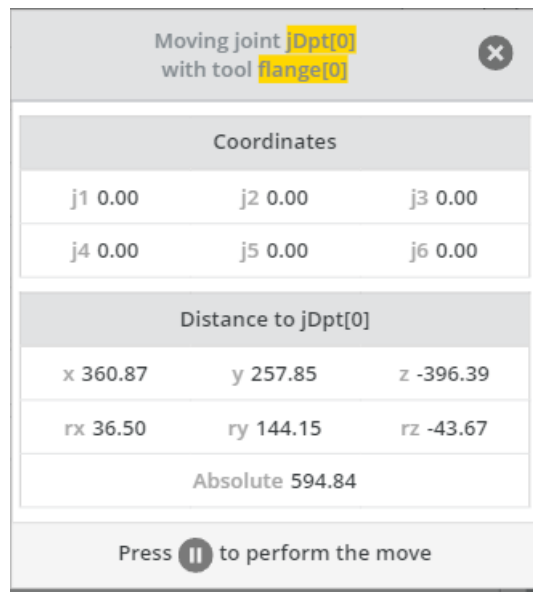 Moving joint jDpt[0]
with tool flange[0]
Coordinates
j1 0.00 j2 0.00 j3 0.00
j4 0.00 j5 0.00 j6 0.00
Distance to jDpt[0]
x 360.87 y 257.85 z -396.39
rx 36.50 ry 144.15 rz -43.67
Absolute 594.84
Press to perform the move